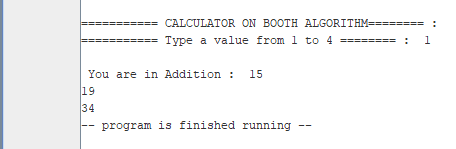 =========== CALCULATOR ON BOOTH ALGORITHM======== :
=========== Type a value from 1 to 4 ======== :  1
You are in Addition :  15
19
34
-- program is finished running --